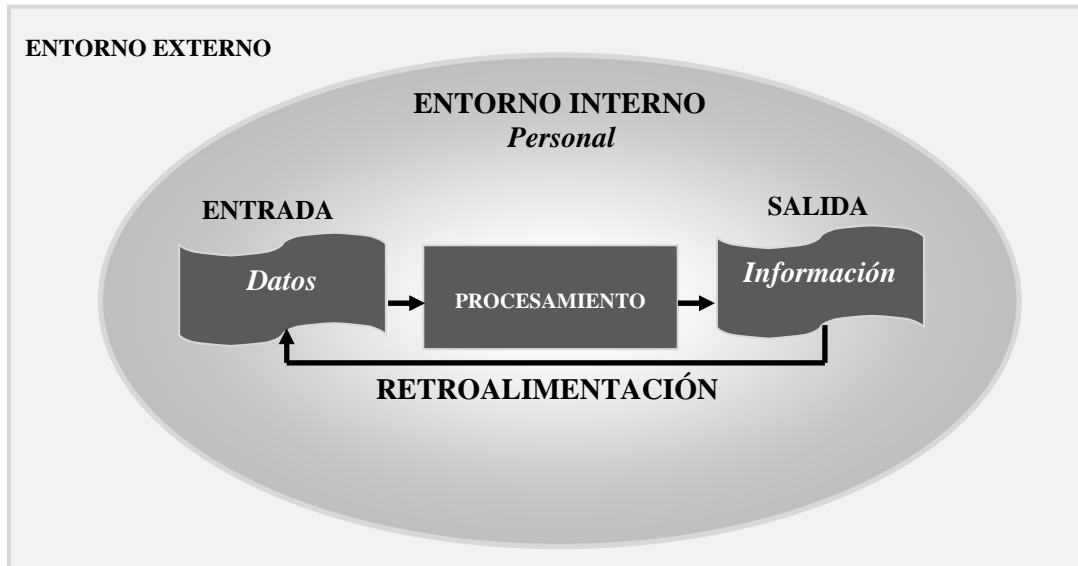 ENTORNO EXTERNO
ENTORNO INTERNO
Personal
ENTRADA
SALIDA
Datos
PROCESAMIENTO
Información
RETROALIMENTACIÓN